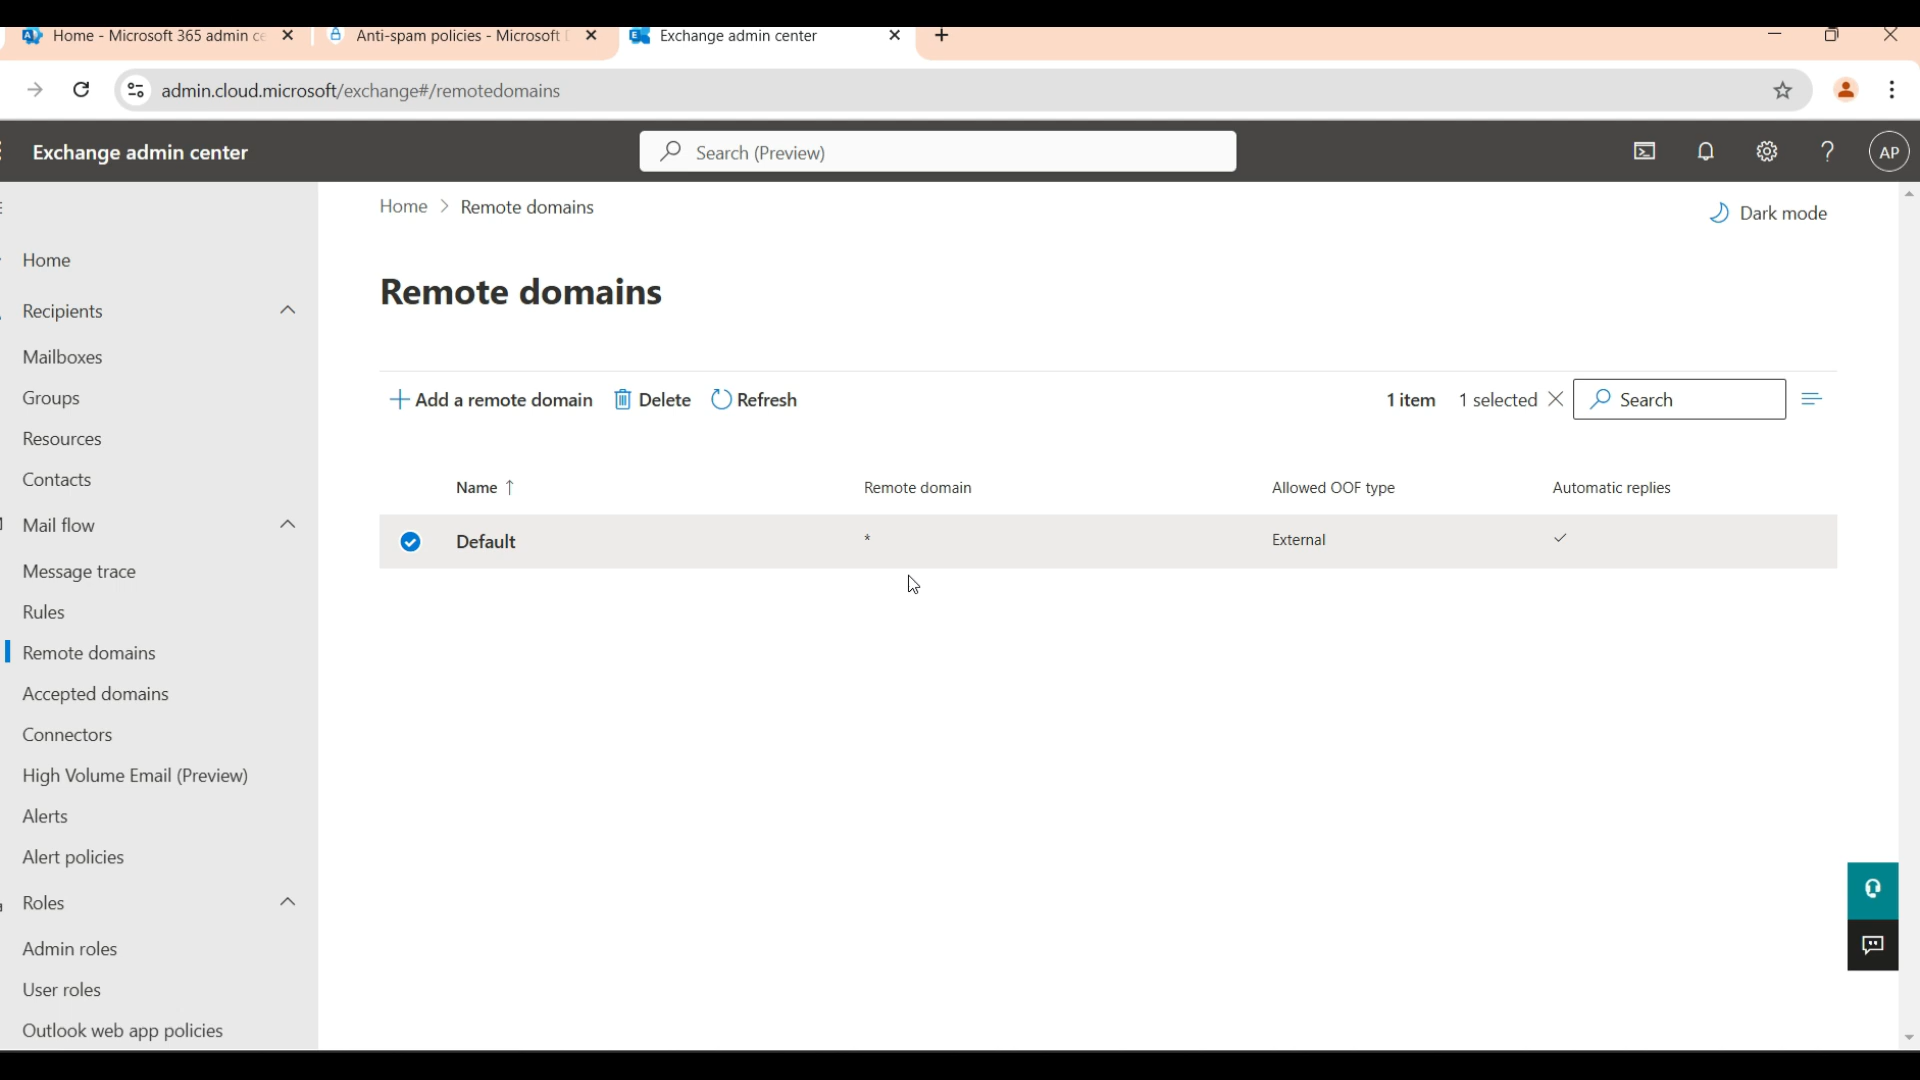 Home - Microsoft 365 admin ce
Anti-spam policies - Microsoft
Exchange admin center
admin.cloud.microsoft/exchange#/remotedomains
Exchange admin center
Search (Preview)
AP
Home > Remote domains
Dark mode
Remote domains
Home
Recipients
Mailboxes
Groups
Resources
Contacts
Mail flow
Message trace
Rules
Remote domains
Accepted domains
Connectors
High Volume Email (Preview)
Alerts
Alert policies
Roles
Admin roles
User roles
Outlook web app policies
+ Add a remote domain Delete Refresh
1 item 1 selected Search
Name ↑ Remote domain Allowed OOF type Automatic replies
Default * External ✓